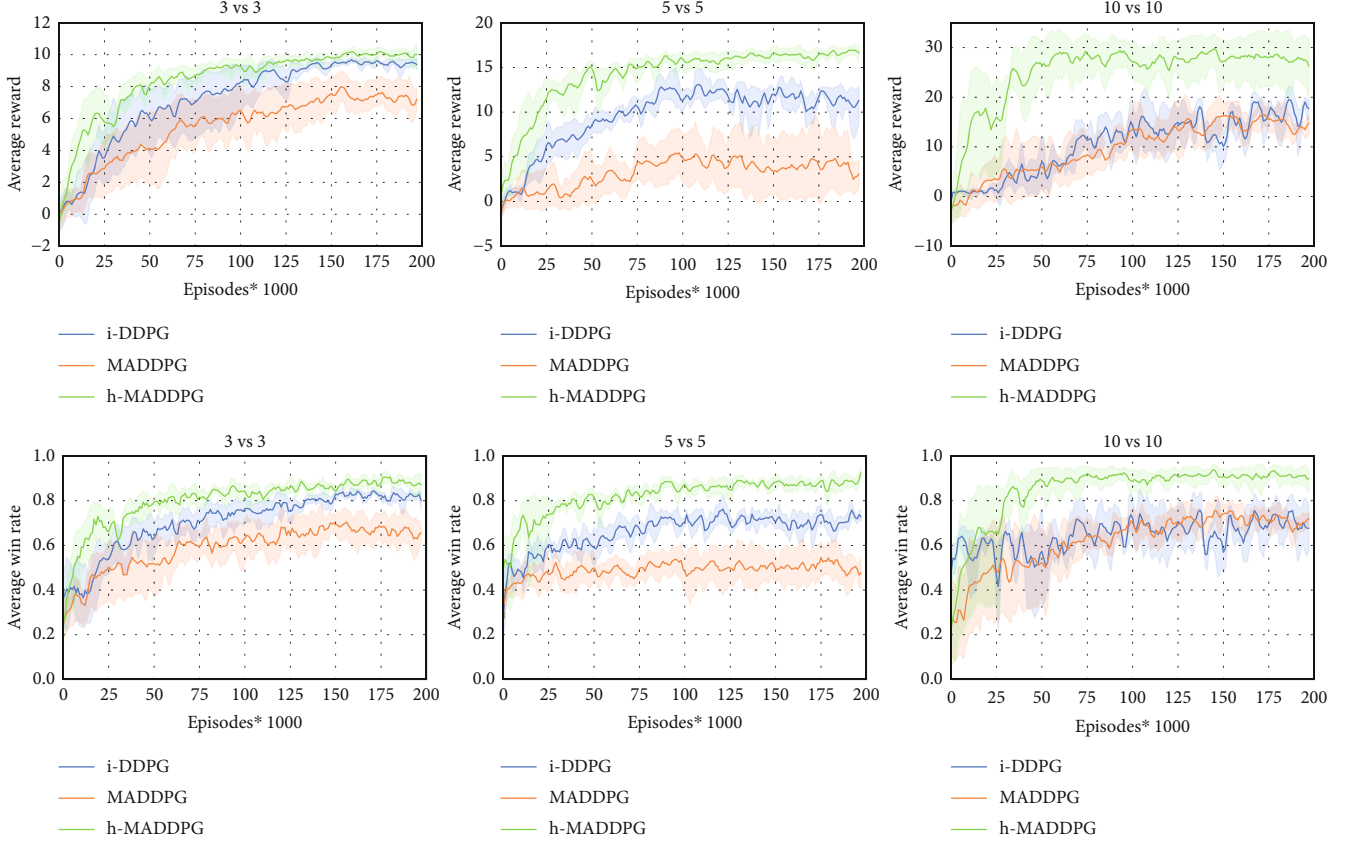 3 vs 3
12
10
8
6
4
2
0
−2
Average reward
0 25 50 75 100 125 150 175 200
Episodes* 1000
i-DDPG
MADDPG
h-MADDPG
5 vs 5
20
15
10
5
0
−5
Average reward
0 25 50 75 100 125 150 175 200
Episodes* 1000
i-DDPG
MADDPG
h-MADDPG
10 vs 10
30
20
10
0
−10
Average reward
0 25 50 75 100 125 150 175 200
Episodes* 1000
i-DDPG
MADDPG
h-MADDPG
3 vs 3
1.0
0.8
0.6
0.4
0.2
0.0
Average win rate
0 25 50 75 100 125 150 175 200
Episodes* 1000
i-DDPG
MADDPG
h-MADDPG
5 vs 5
1.0
0.8
0.6
0.4
0.2
0.0
Average win rate
0 25 50 75 100 125 150 175 200
Episodes* 1000
i-DDPG
MADDPG
h-MADDPG
10 vs 10
1.0
0.8
0.6
0.4
0.2
0.0
Average win rate
0 25 50 75 100 125 150 175 200
Episodes* 1000
i-DDPG
MADDPG
h-MADDPG